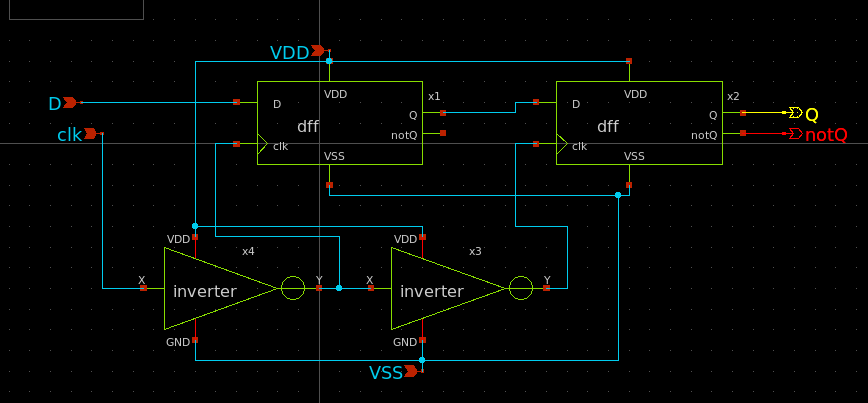 VDD
D
clk
VDD
D
Q
x1
dff
clk
notQ
VSS
VDD
D
Q
x2
dff
clk
notQ
VSS
Q
notQ
VDD
x4
X
inverter
Y
GND
VDD
x3
X
inverter
Y
GND
VSS